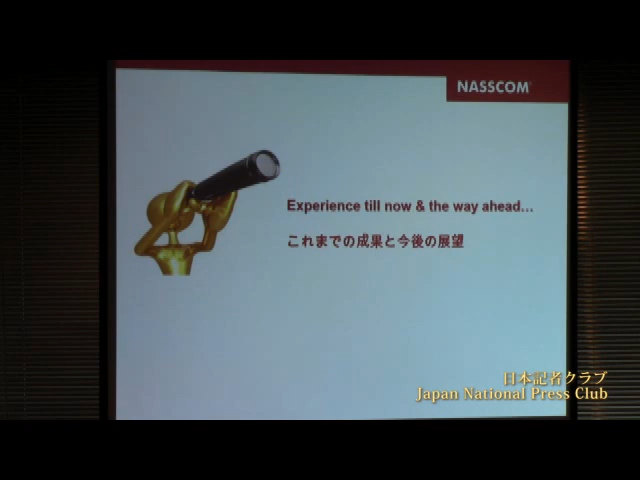 NASSCOM
Experience till now & the way ahead...
これまでの成果と今後の展望
日本記者クラブ
Japan National Press Club